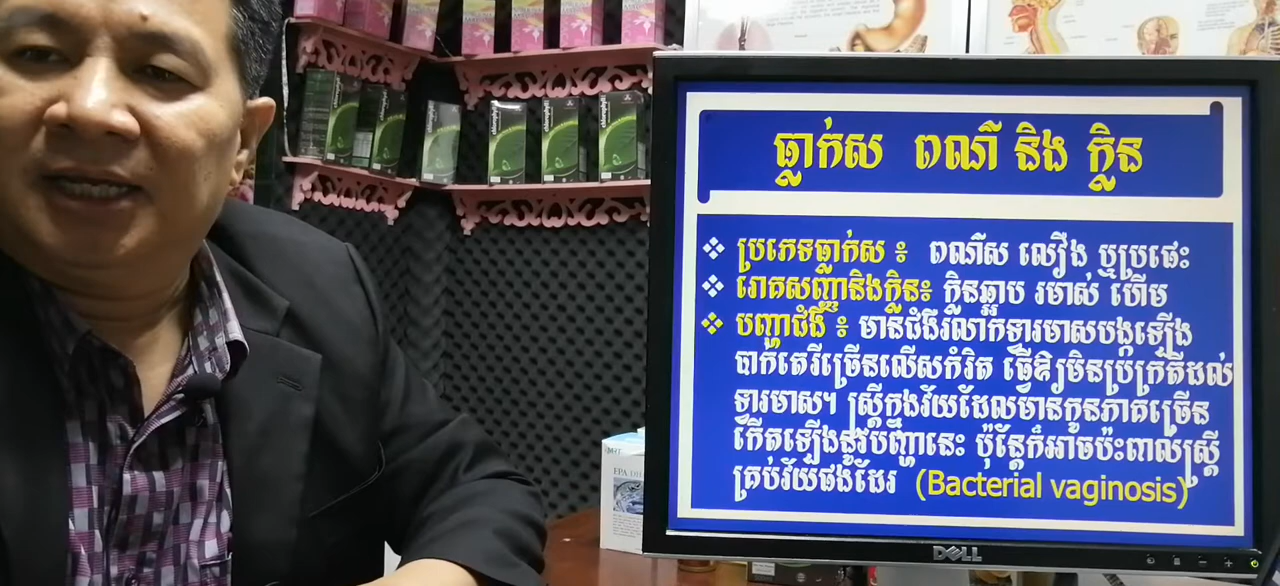 ធ្លាក់ស ពណ៌ និង ក្លិន
ប្រភេទធ្លាក់ស ៖ ពណ៌ស លឿង ឬប្រផេះ
រោគសញ្ញានិងក្លិន៖ ក្លិនឆ្អាប រមាស់ ហើម
បញ្ហាជំងឺ ៖ មានជំងឺរលាកទ្វារមាសបង្កឡើង
បាក់តេរីច្រើនលើសកំរិត ធ្វើឱ្យមិនប្រក្រតីដល់
ទ្វារមាស។ ស្ត្រីក្នុងវ័យដែលមានកូនភាគច្រើន
កើតឡើងនូវបញ្ហានេះ ប៉ុន្តែក៏អាចប៉ះពាល់ស្ត្រី
គ្រប់វ័យផងដែរ (Bacterial vaginosis)
DELL
chlorophyll
EPA DH